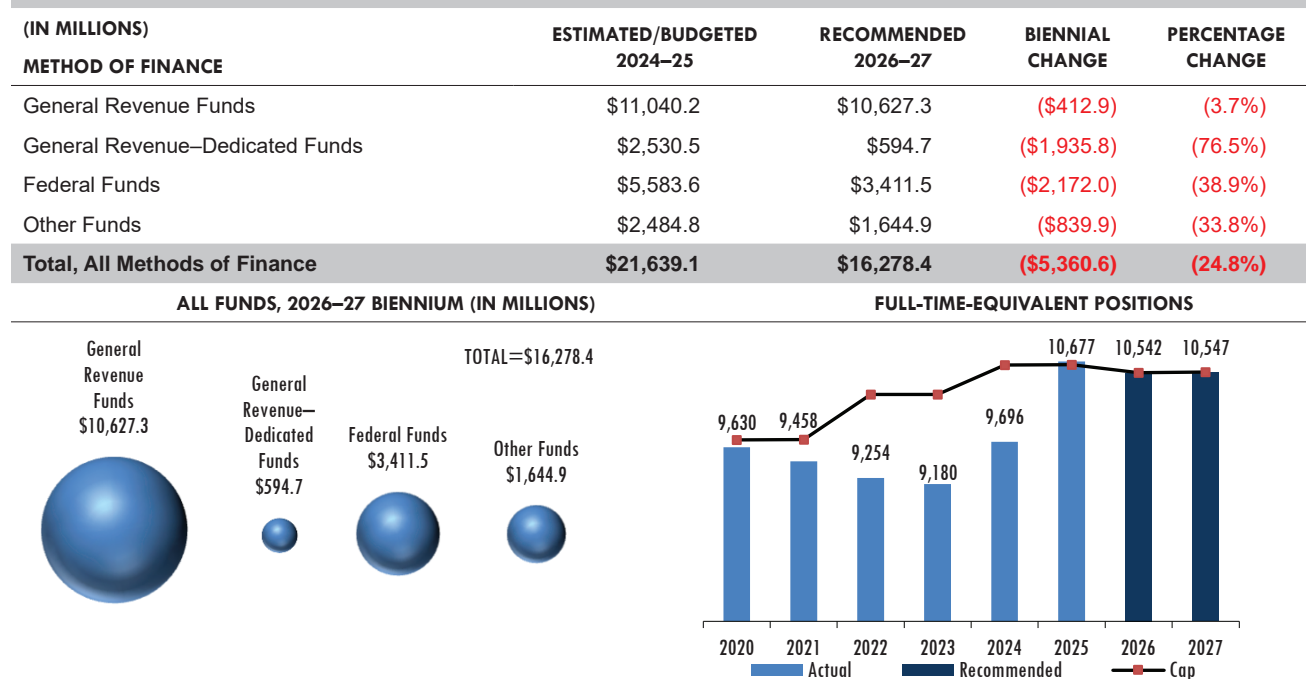 (IN MILLIONS)
METHOD OF FINANCE ESTIMATED/BUDGETED 2024–25 RECOMMENDED 2026–27 BIENNIAL CHANGE PERCENTAGE CHANGE
General Revenue Funds $11,040.2 $10,627.3 ($412.9) (3.7%)
General Revenue–Dedicated Funds $2,530.5 $594.7 ($1,935.8) (76.5%)
Federal Funds $5,583.6 $3,411.5 ($2,172.0) (38.9%)
Other Funds $2,484.8 $1,644.9 ($839.9) (33.8%)
Total, All Methods of Finance $21,639.1 $16,278.4 ($5,360.6) (24.8%)
ALL FUNDS, 2026–27 BIENNIUM (IN MILLIONS)
TOTAL=$16,278.4
General
Revenue
Funds
$10,627.3
General
Revenue–
Dedicated
Funds
$594.7
Federal Funds
$3,411.5
Other Funds
$1,644.9
FULL-TIME-EQUIVALENT POSITIONS
9,630 9,458 9,254 9,180 9,696 10,677 10,542 10,547
2020 2021 2022 2023 2024 2025 2026 2027
Actual Recommended Cap